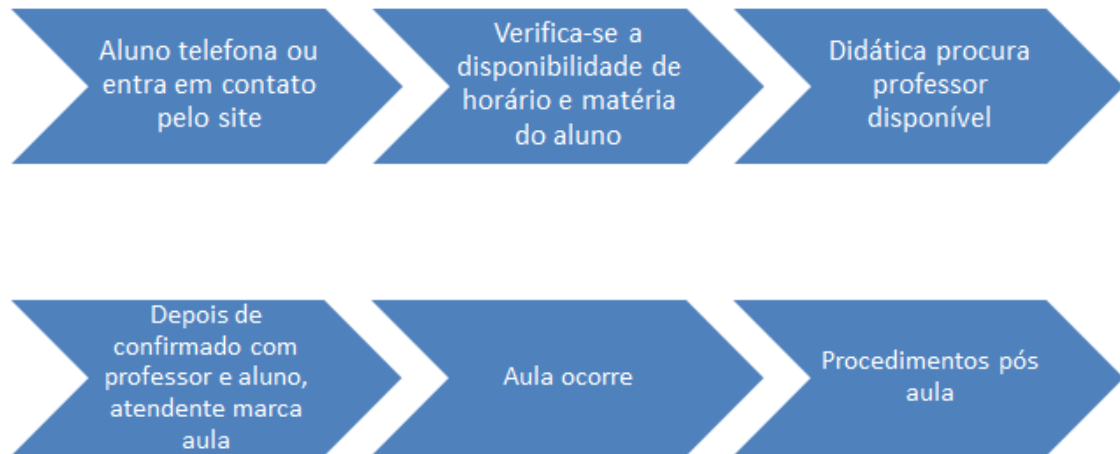 Aluno telefona ou
entra em contato
pelo site
Verifica-se a
disponibilidade de
horário e matéria
do aluno
Didática procura
professor
disponível
Depois de
confirmado com
professor e aluno,
atendente marca
aula
Aula ocorre
Procedimentos pós
aula